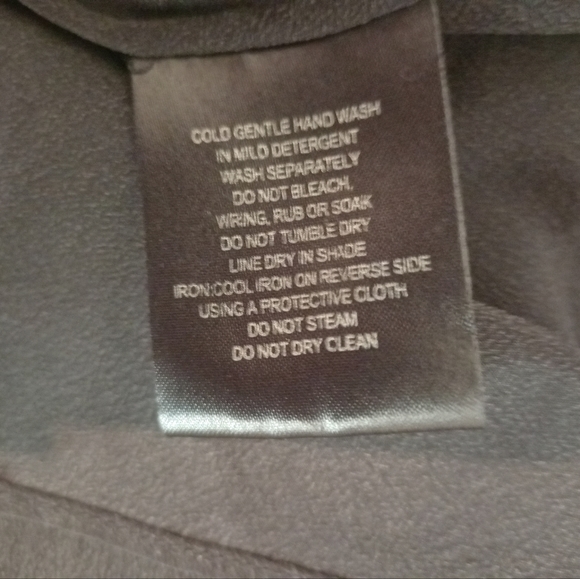 COLD GENTLE HAND WASH
IN MILD DETERGENT
WASH SEPARATELY
DO NOT BLEACH,
WRING, RUB OR SOAK
DO NOT TUMBLE DRY
LINE DRY IN SHADE
IRON:COOL IRON ON REVERSE SIDE
USING A PROTECTIVE CLOTH
DO NOT STEAM
DO NOT DRY CLEAN